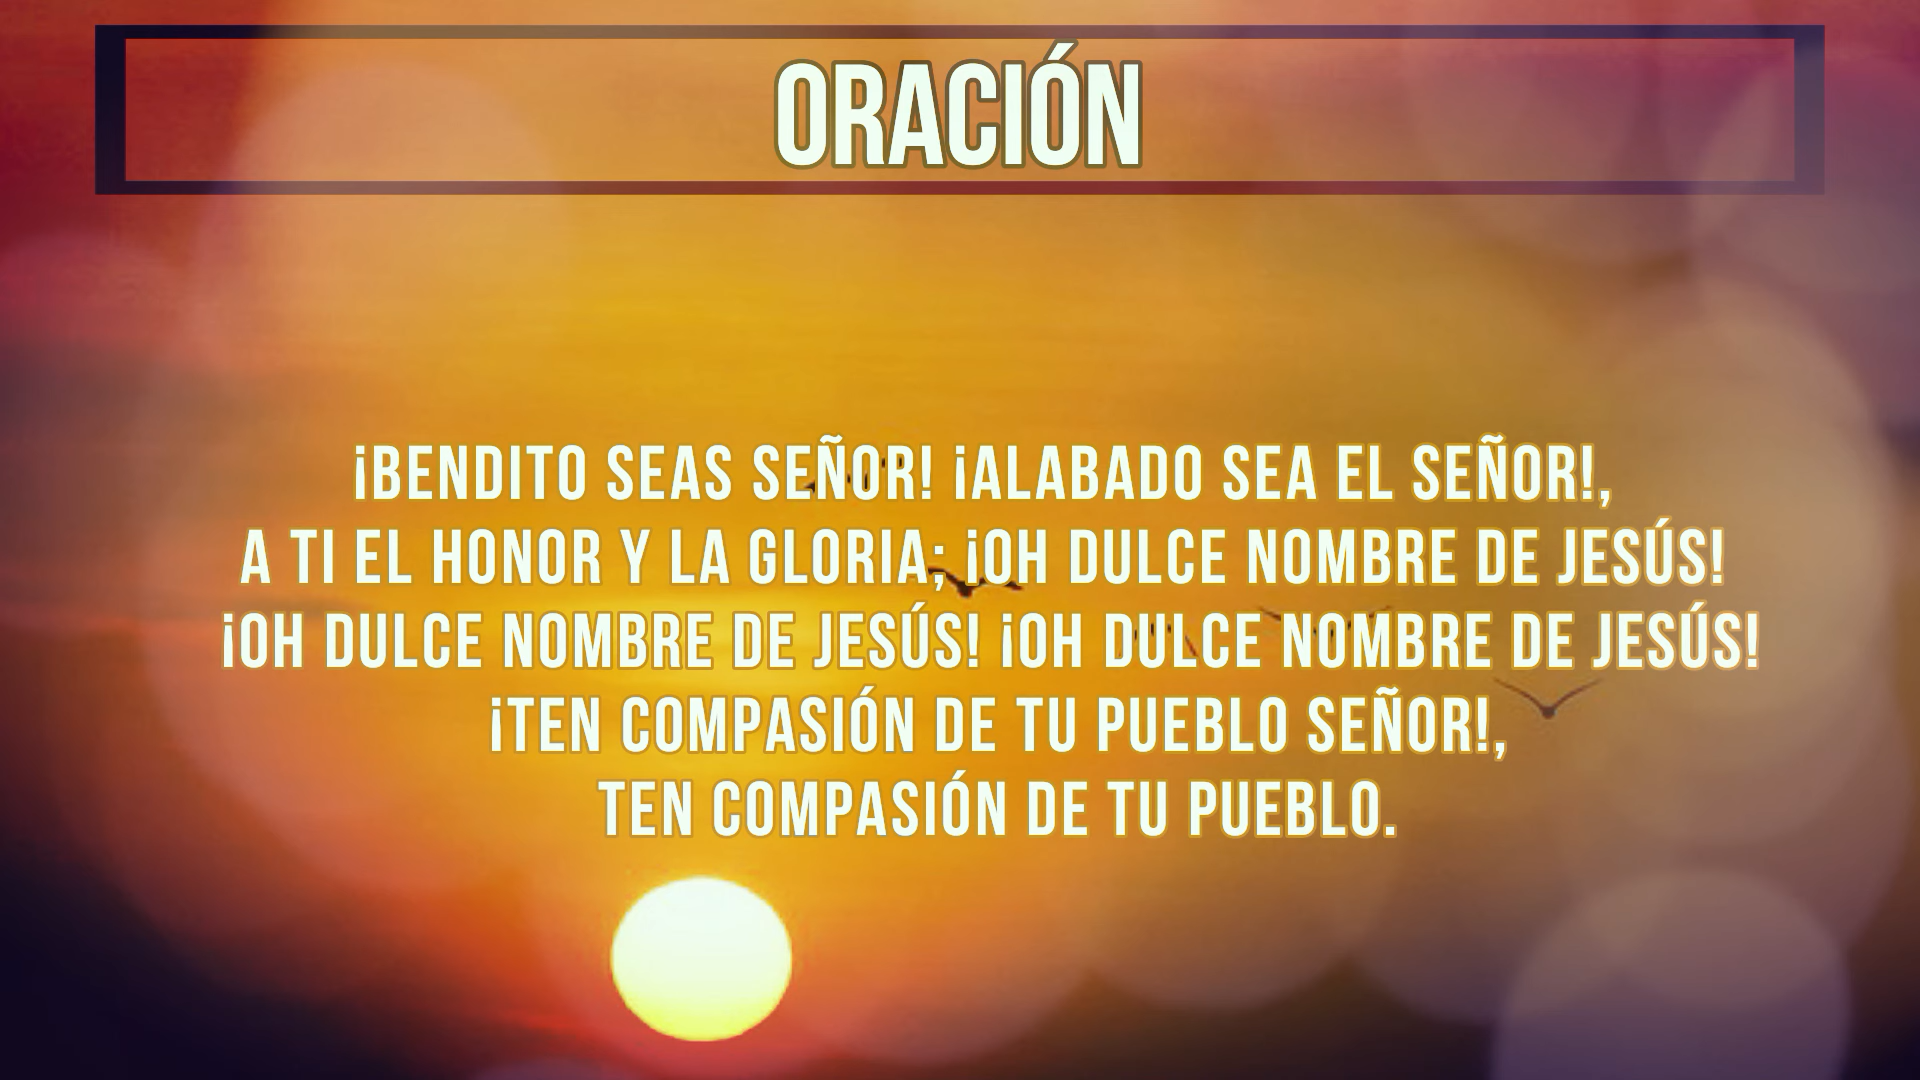 ORACIÓN
¡BENDITO SEAS SEÑOR! ¡ALABADO SEA EL SEÑOR!,
A TI EL HONOR Y LA GLORIA; ¡OH DULCE NOMBRE DE JESÚS!
¡OH DULCE NOMBRE DE JESÚS! ¡OH DULCE NOMBRE DE JESÚS!
¡TEN COMPASIÓN DE TU PUEBLO SEÑOR!,
TEN COMPASIÓN DE TU PUEBLO.